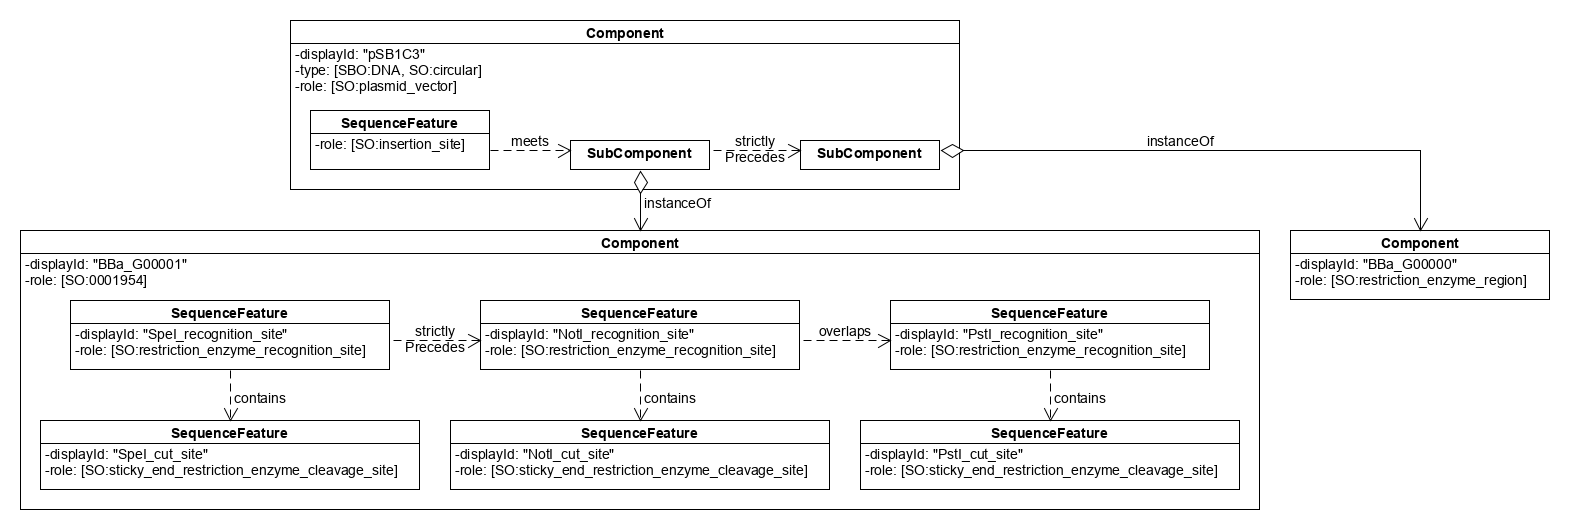 Component
-displayId: "pSB1C3"
-type: [SBO:DNA, SO:circular]
-role: [SO:plasmid_vector]
SequenceFeature
-role: [SO:insertion_site]
meets
SubComponent
strictly
Precedes
SubComponent
instanceOf
instanceOf
Component
-displayId: "BBa_G00001"
-role: [SO:0001954]
SequenceFeature
-displayId: "SpeI_recognition_site"
-role: [SO:restriction_enzyme_recognition_site]
strictly
Precedes
SequenceFeature
-displayId: "NotI_recognition_site"
-role: [SO:restriction_enzyme_recognition_site]
overlaps
SequenceFeature
-displayId: "PstI_recognition_site"
-role: [SO:restriction_enzyme_recognition_site]
contains
contains
contains
SequenceFeature
-displayId: "SpeI_cut_site"
-role: [SO:sticky_end_restriction_enzyme_cleavage_site]
SequenceFeature
-displayId: "NotI_cut_site"
-role: [SO:sticky_end_restriction_enzyme_cleavage_site]
SequenceFeature
-displayId: "PstI_cut_site"
-role: [SO:sticky_end_restriction_enzyme_cleavage_site]
Component
-displayId: "BBa_G00000"
-role: [SO:restriction_enzyme_region]